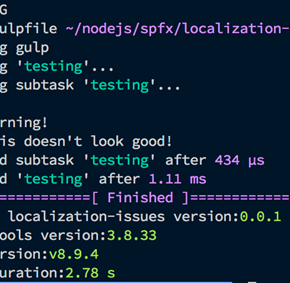 G
ulpfile ~/nodejs/spfx/localization-
g gulp
g 'testing'...
g subtask 'testing'...
rning!
is doesn't look good!
d subtask 'testing' after 434 μs
d 'testing' after 1.11 ms
===========[ Finished ]============
localization-issues version:0.0.1
ools version:3.8.33
rsion:v8.9.4
uration:2.78 s